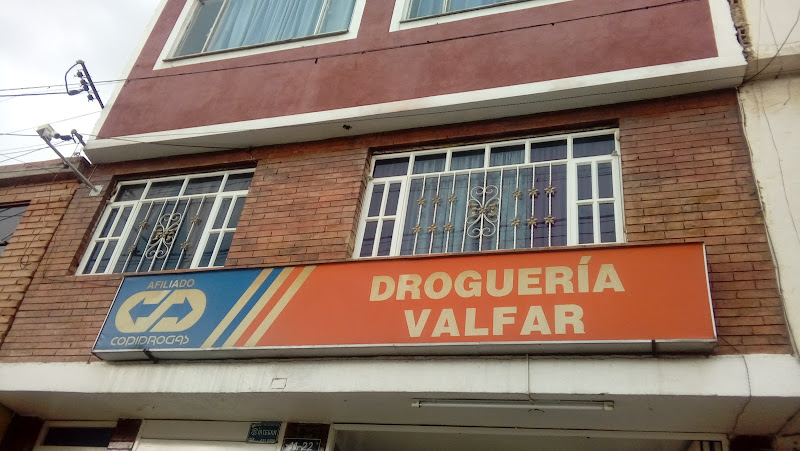 AFILIADO
COPIDROGAS
DROGUERÍA
VALFAR